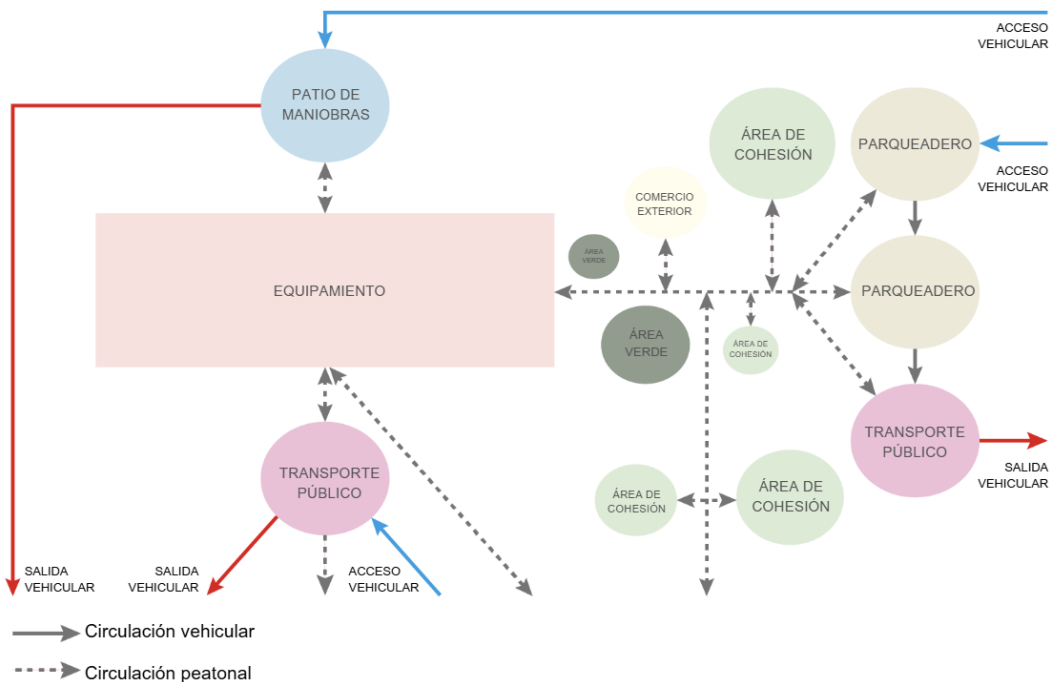 ACCESO
VEHICULAR
PATIO DE
MANIOBRAS
ÁREA DE
COHESIÓN
PARQUEADERO
ACCESO
VEHICULAR
COMERCIO
EXTERIOR
ÁREA
VERDE
EQUIPAMIENTO
PARQUEADERO
ÁREA
VERDE
ÁREA DE
COHESIÓN
TRANSPORTE
PÚBLICO
SALIDA
VEHICULAR
TRANSPORTE
PÚBLICO
ÁREA DE
COHESIÓN
ÁREA DE
COHESIÓN
SALIDA
VEHICULAR
SALIDA
VEHICULAR
ACCESO
VEHICULAR
Circulación vehicular
Circulación peatonal